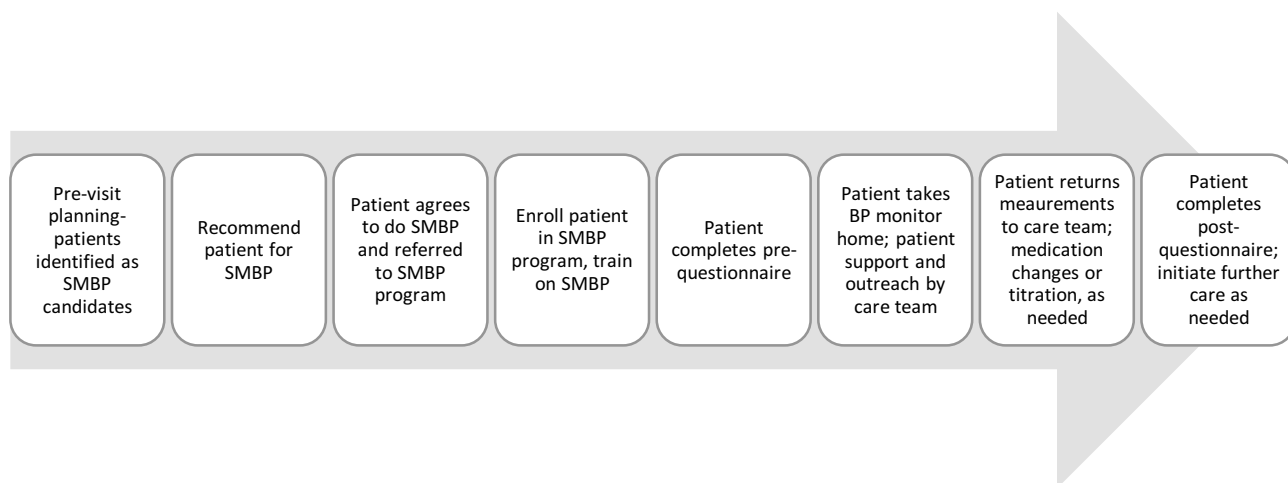 Pre-visit
planning-
patients
identified as
SMBP
candidates
Recommend
patient for
SMBP
Patient agrees
to do SMBP
and referred
to SMBP
program
Enroll patient
in SMBP
program, train
on SMBP
Patient
completes pre-
questionnaire
Patient takes
BP monitor
home; patient
support and
outreach by
care team
Patient returns
meaurements
to care team;
medication
changes or
titration, as
needed
Patient
completes
post-
questionnaire;
initiate further
care as
needed